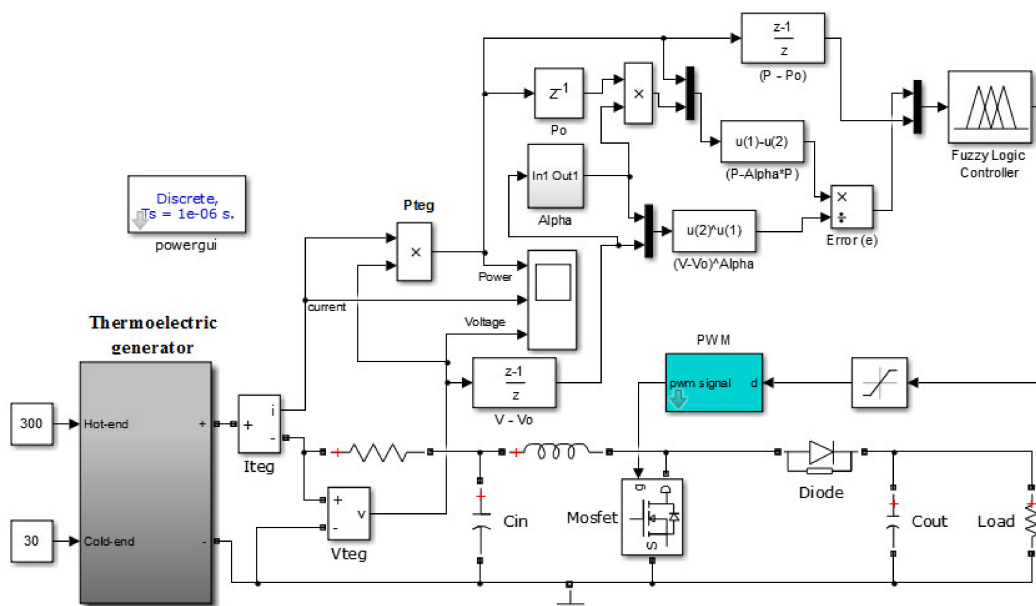 z-1
z
(P - Po)
Z-1
Po
×
u(1)-u(2)
(P-Alpha*P)
Fuzzy Logic
Controller
In1 Out1
Alpha
×
÷
Error (e)
u(2)^u(1)
(V-Vo)^Alpha
Discrete,
Ts = 1e-06 s.
powergui
Pteg
×
Power
current
Voltage
z-1
z
V - Vo
PWM
pwm signal
d
Thermoelectric
generator
300
Hot-end
+
30
Cold-end
-
+
i
-
Iteg
+
-
v
Vteg
+
+
Cin
+
Mosfet
g
D
S
Diode
+
Cout
+
Load